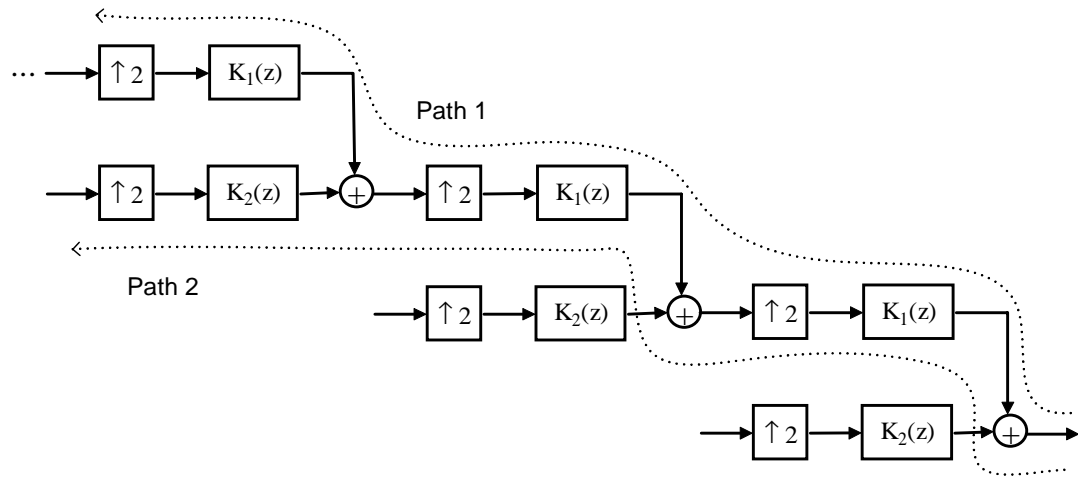 ... ↑ 2 K₁(z)
Path 1
↑ 2 K₂(z) + ↑ 2 K₁(z)
Path 2
↑ 2 K₂(z) + ↑ 2 K₁(z)
↑ 2 K₂(z) +